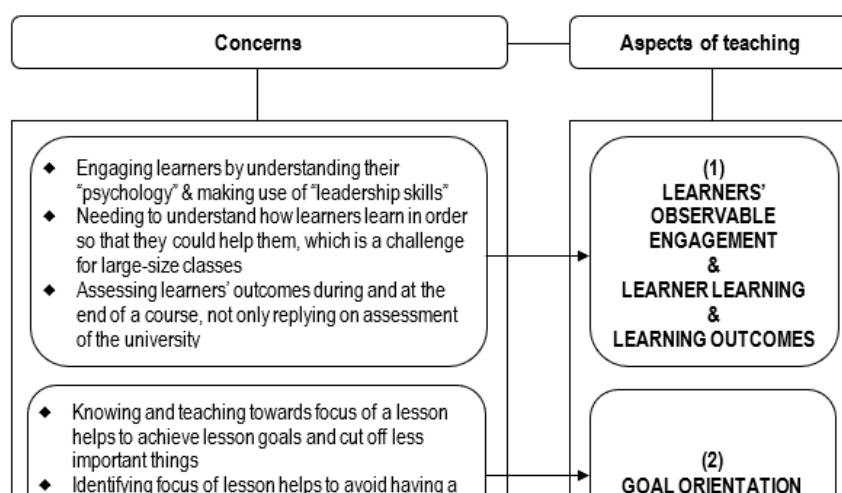 Concerns
Aspects of teaching
◆ Engaging learners by understanding their
"psychology" & making use of "leadership skills"
◆ Needing to understand how learners learn in order
so that they could help them, which is a challenge
for large-size classes
◆ Assessing learners' outcomes during and at the
end of a course, not only replying on assessment
of the university
(1)
LEARNERS'
OBSERVABLE
ENGAGEMENT
&
LEARNER LEARNING
&
LEARNING OUTCOMES
◆ Knowing and teaching towards focus of a lesson
helps to achieve lesson goals and cut off less
important things
◆ Identifying focus of lesson helps to avoid having a
(2)
GOAL ORIENTATION